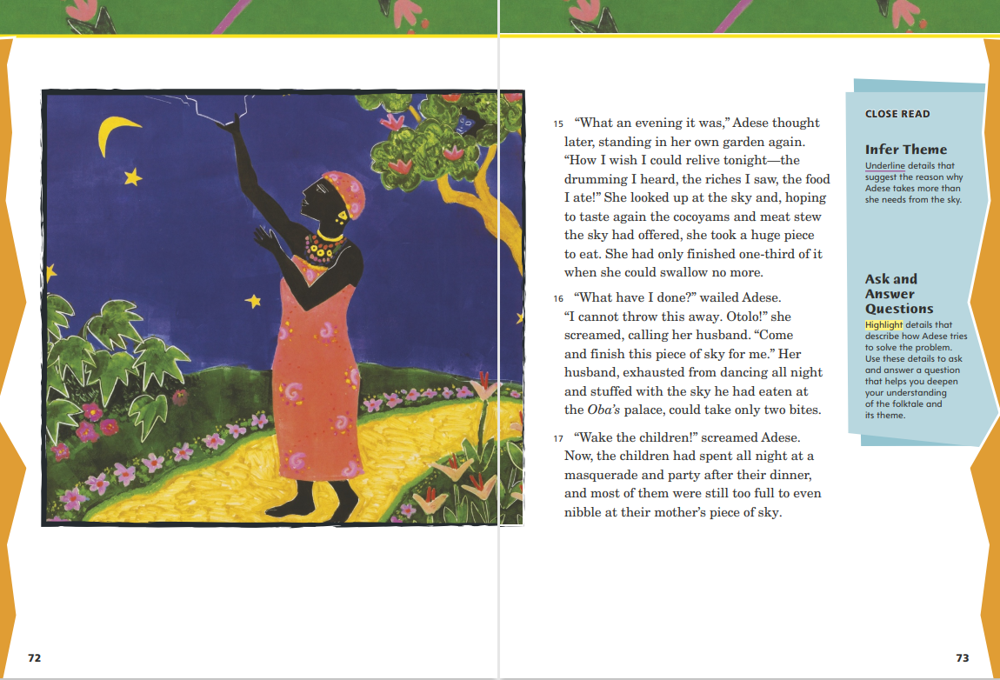 15 “What an evening it was,” Adese thought
later, standing in her own garden again.
“How I wish I could relive tonight—the
drumming I heard, the riches I saw, the food
I ate!” She looked up at the sky and, hoping
to taste again the cocoyams and meat stew
the sky had offered, she took a huge piece
to eat. She had only finished one-third of it
when she could swallow no more.
16 “What have I done?” wailed Adese.
“I cannot throw this away. Otolo!” she
screamed, calling her husband. “Come
and finish this piece of sky for me.” Her
husband, exhausted from dancing all night
and stuffed with the sky he had eaten at
the Oba’s palace, could take only two bites.
17 “Wake the children!” screamed Adese.
Now, the children had spent all night at a
masquerade and party after their dinner,
and most of them were still too full to even
nibble at their mother’s piece of sky.
CLOSE READ
Infer Theme
Underline details that
suggest the reason why
Adese takes more than
she needs from the sky.
Ask and
Answer
Questions
Highlight details that
describe how Adese tries
to solve the problem.
Use these details to ask
and answer a question
that helps you deepen
your understanding
of the folktale and
its theme.
72
73